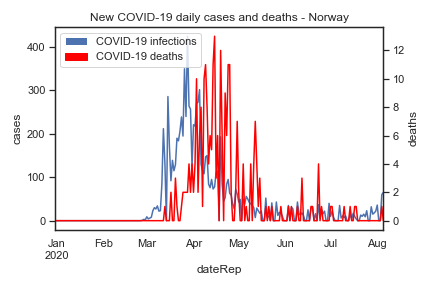 New COVID-19 daily cases and deaths - Norway
COVID-19 infections
COVID-19 deaths
400
300
200
100
0
cases
12
10
8
6
4
2
0
deaths
Jan Feb Mar Apr May Jun Jul Aug
2020
dateRep